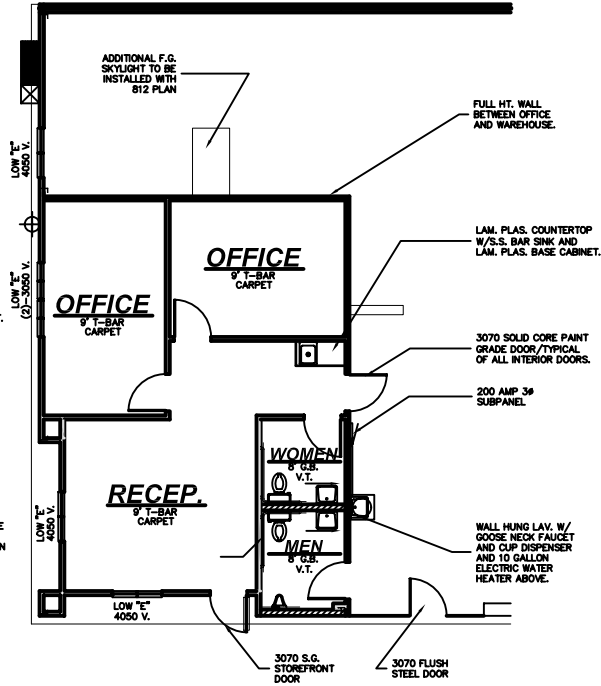 ADDITIONAL F.G.
SKYLIGHT TO BE
INSTALLED WITH
812 PLAN
FULL HT. WALL
BETWEEN OFFICE
AND WAREHOUSE.
LOW "E"
4050 V.
LAM. PLAS. COUNTERTOP
W/S.S. BAR SINK AND
LAM. PLAS. BASE CABINET.
OFFICE
9' T-BAR
CARPET
LOW "E"
(2)-3050 V.
OFFICE
9' T-BAR
CARPET
3070 SOLID CORE PAINT
GRADE DOOR/TYPICAL
OF ALL INTERIOR DOORS.
200 AMP 3ø
SUBPANEL
WOMEN
8' G.B.
V.T.
RECEP.
9' T-BAR
CARPET
LOW "E"
4050 V.
E
N
MEN
8' G.B.
V.T.
WALL HUNG LAV. W/
GOOSE NECK FAUCET
AND CUP DISPENSER
AND 10 GALLON
ELECTRIC WATER
HEATER ABOVE.
LOW "E"
4050 V.
3070 S.G.
STOREFRONT
DOOR
3070 FLUSH
STEEL DOOR